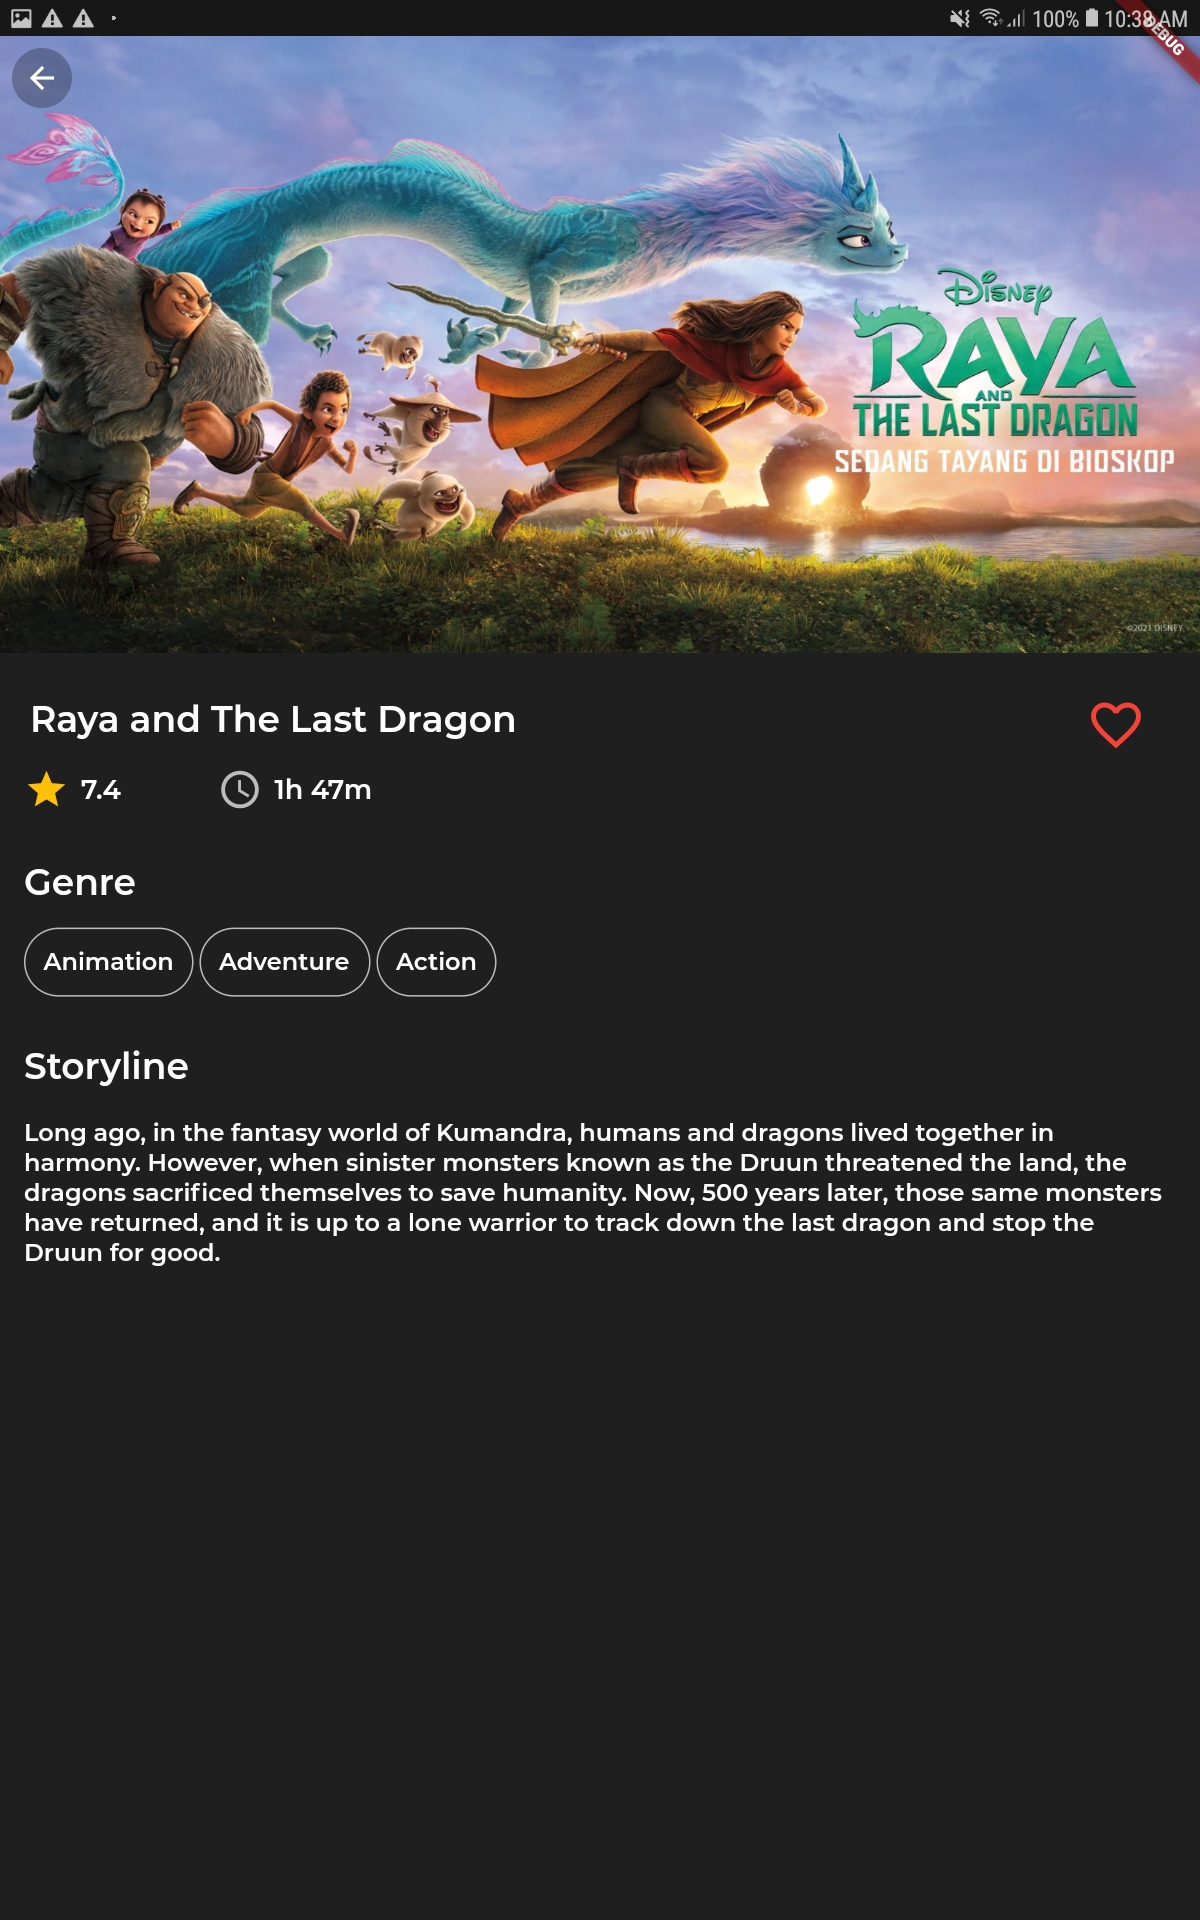 100% 10:38 AM
DEBUG
Disney
RAYA
AND
THE LAST DRAGON
SEDANG TAYANG DI BIOSKOP
©2021 DISNEY
Raya and The Last Dragon
7.4 1h 47m
Genre
Animation Adventure Action
Storyline
Long ago, in the fantasy world of Kumandra, humans and dragons lived together in
harmony. However, when sinister monsters known as the Druun threatened the land, the
dragons sacrificed themselves to save humanity. Now, 500 years later, those same monsters
have returned, and it is up to a lone warrior to track down the last dragon and stop the
Druun for good.